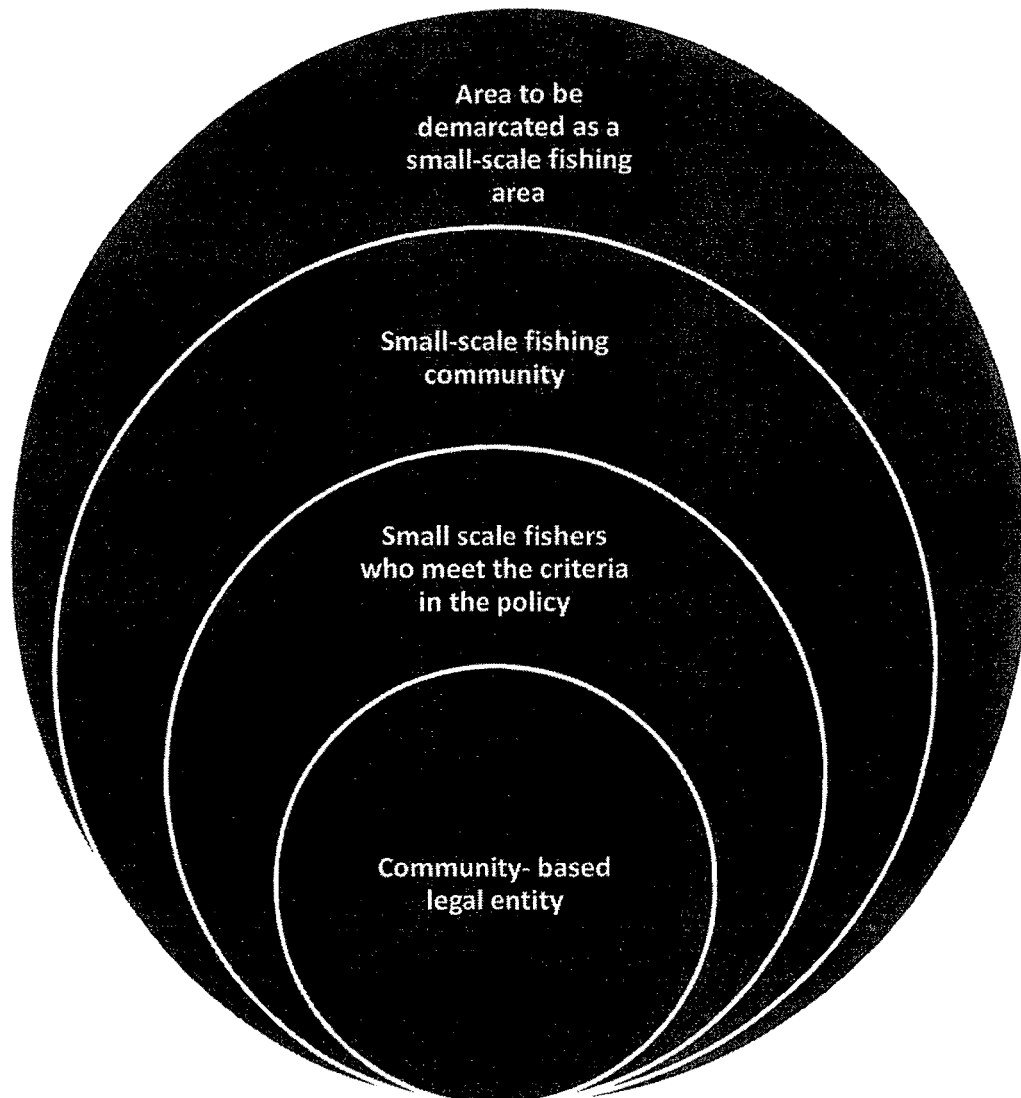 Area to be
demarcated as a
small-scale fishing
area
Small-scale fishing
community
Small scale fishers
who meet the criteria
in the policy
Community- based
legal entity